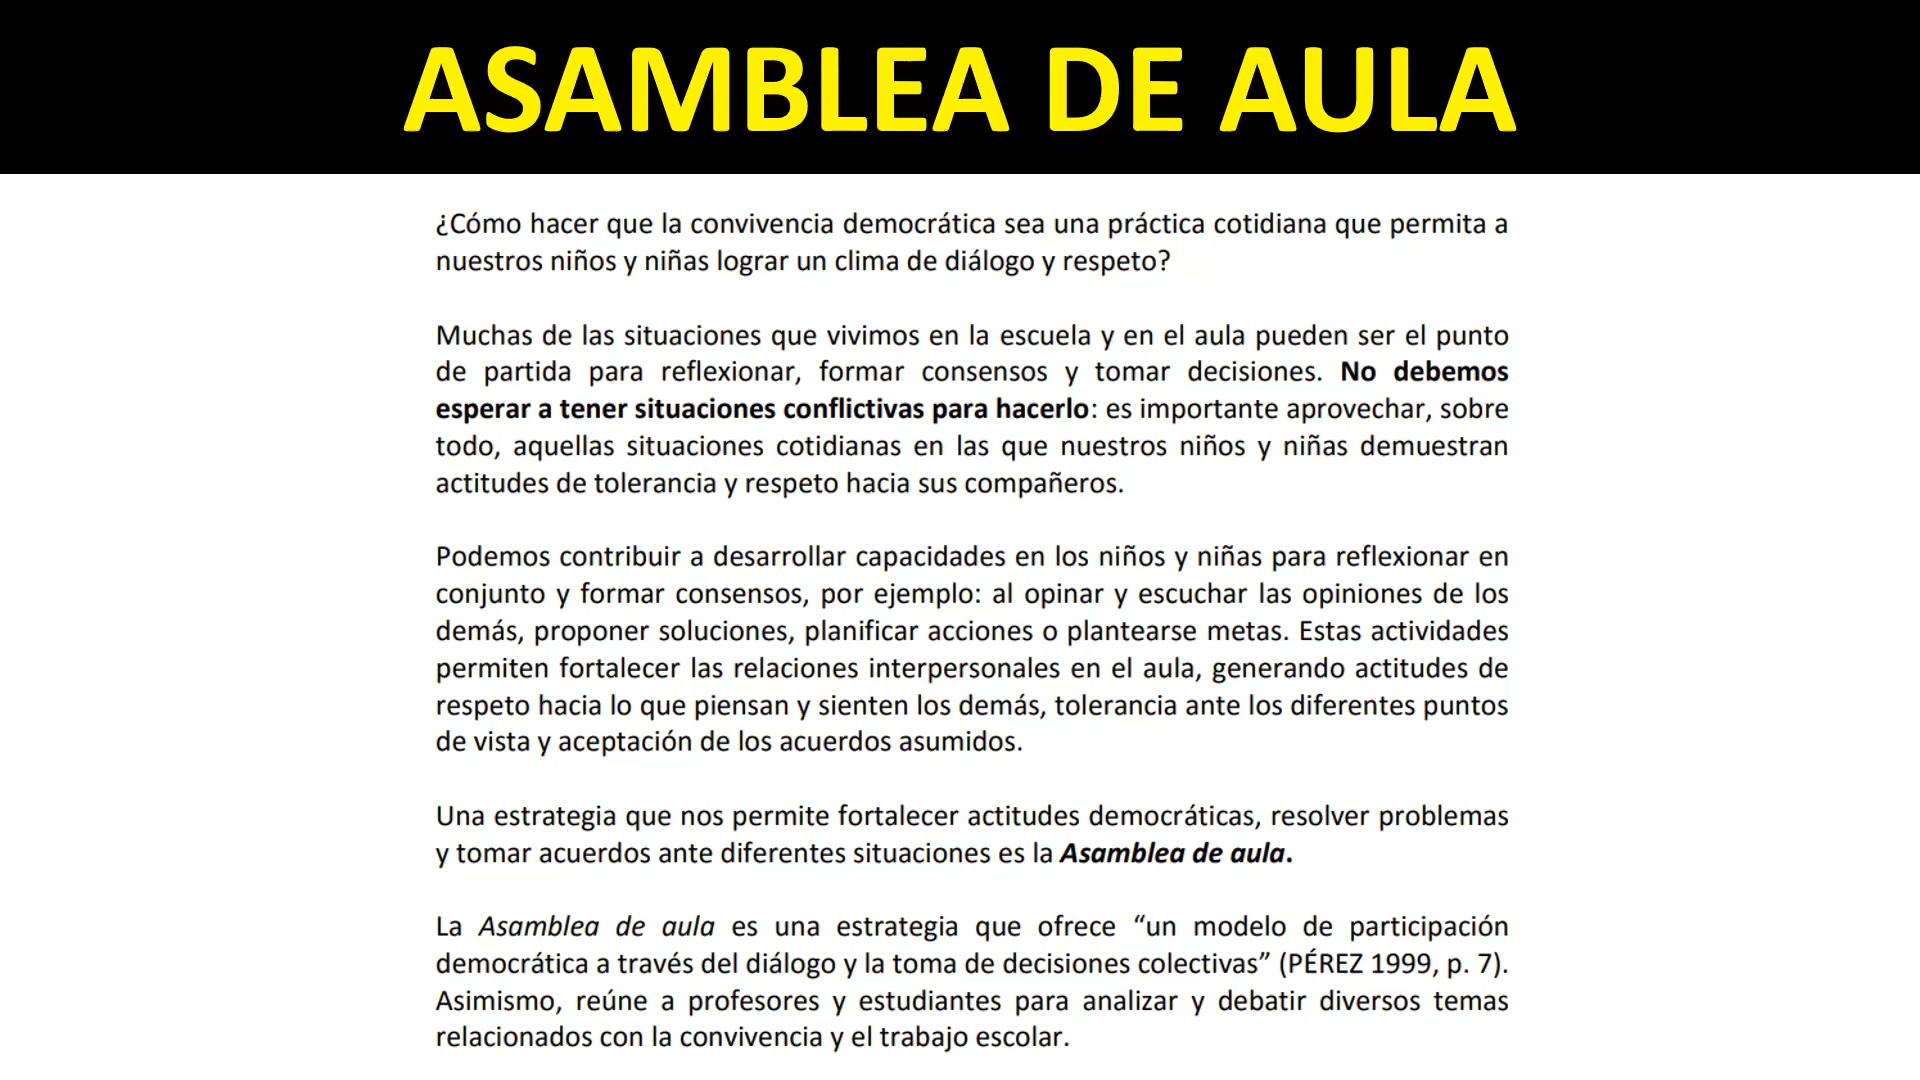 ASAMBLEA DE AULA
¿Cómo hacer que la convivencia democrática sea una práctica cotidiana que permita a
nuestros niños y niñas lograr un clima de diálogo y respeto?
Muchas de las situaciones que vivimos en la escuela y en el aula pueden ser el punto
de partida para reflexionar, formar consensos y tomar decisiones. No debemos
esperar a tener situaciones conflictivas para hacerlo: es importante aprovechar, sobre
todo, aquellas situaciones cotidianas en las que nuestros niños y niñas demuestran
actitudes de tolerancia y respeto hacia sus compañeros.
Podemos contribuir a desarrollar capacidades en los niños y niñas para reflexionar en
conjunto y formar consensos, por ejemplo: al opinar y escuchar las opiniones de los
demás, proponer soluciones, planificar acciones o plantearse metas. Estas actividades
permiten fortalecer las relaciones interpersonales en el aula, generando actitudes de
respeto hacia lo que piensan y sienten los demás, tolerancia ante los diferentes puntos
de vista y aceptación de los acuerdos asumidos.
Una estrategia que nos permite fortalecer actitudes democráticas, resolver problemas
y tomar acuerdos ante diferentes situaciones es la Asamblea de aula.
La Asamblea de aula es una estrategia que ofrece “un modelo de participación
democrática a través del diálogo y la toma de decisiones colectivas” (PÉREZ 1999, p. 7).
Asimismo, reúne a profesores y estudiantes para analizar y debatir diversos temas
relacionados con la convivencia y el trabajo escolar.